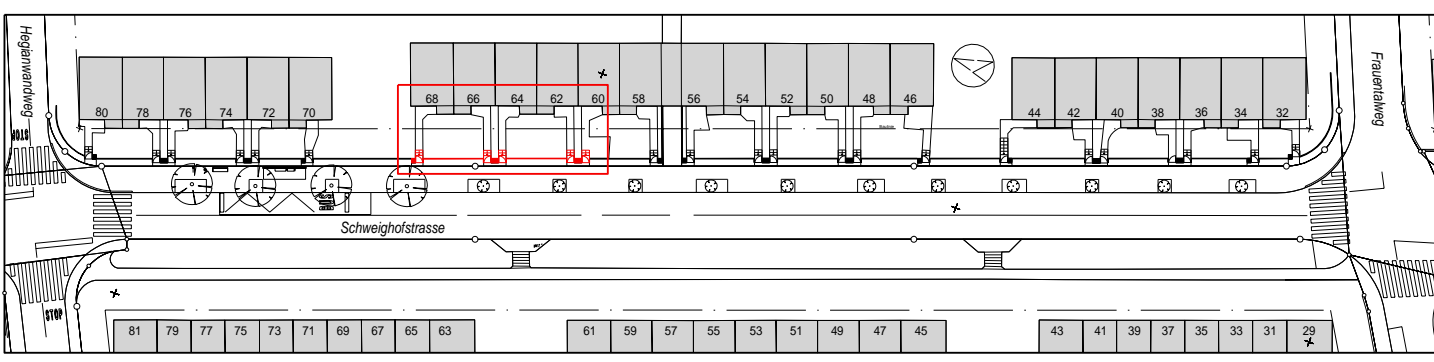 Hegianwandweg
Frauentalweg
80 78 76 74 72 70
68 66 64 62 60 58 56 54 52 50 48 46
44 42 40 38 36 34 32
STOP
Baulinie
Schweighofstrasse
STOP
81 79 77 75 73 71 69 67 65 63
61 59 57 55 53 51 49 47 45
43 41 39 37 35 33 31 29